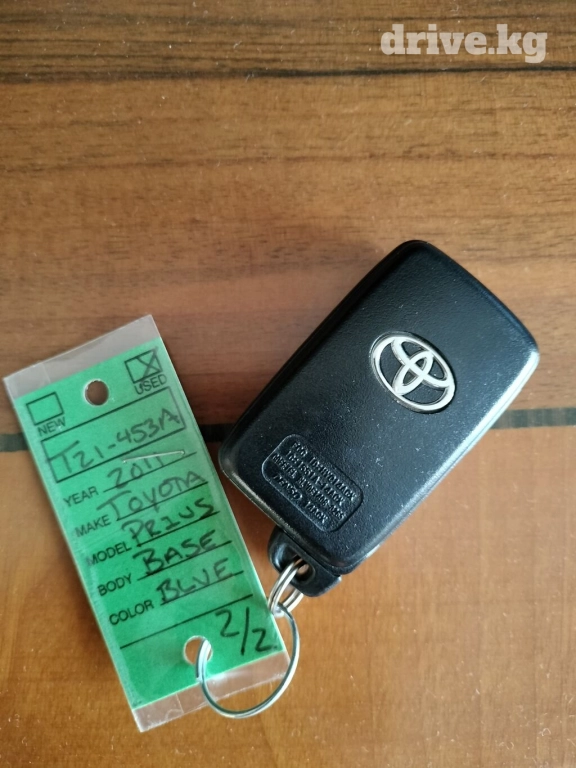 drive.kg
NEW
USED
T21-453A
YEAR 2011
MAKE TOYOTA
MODEL PRIUS
BODY BASE
COLOR BLUE
2/2